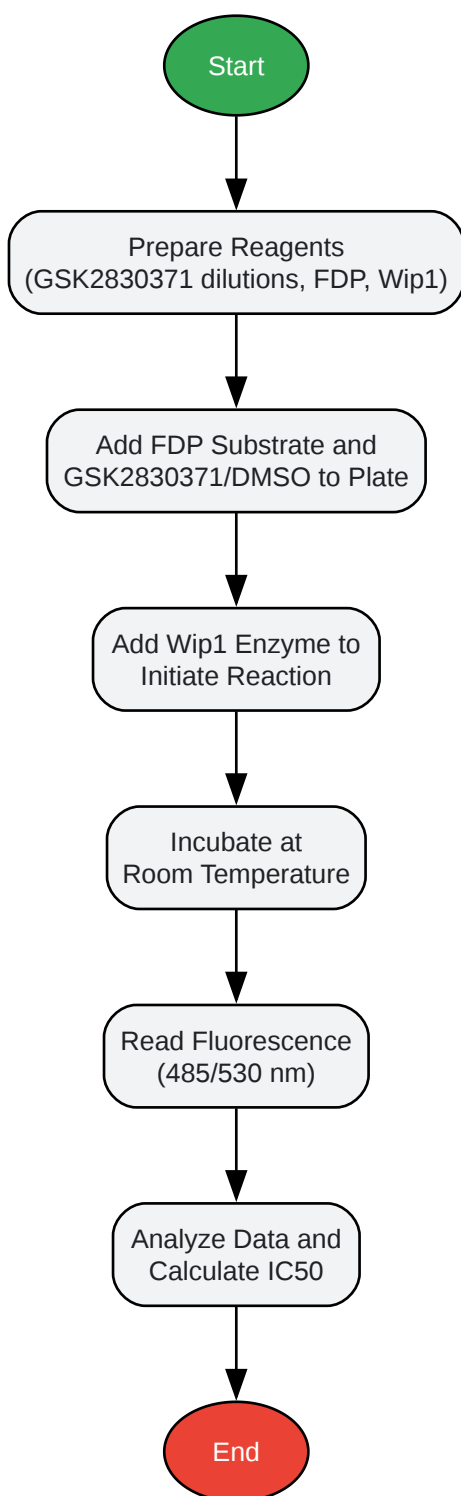 Start
Prepare Reagents
(GSK2830371 dilutions, FDP, Wip1)
Add FDP Substrate and
GSK2830371/DMSO to Plate
Add Wip1 Enzyme to
Initiate Reaction
Incubate at
Room Temperature
Read Fluorescence
(485/530 nm)
Analyze Data and
Calculate IC50
End